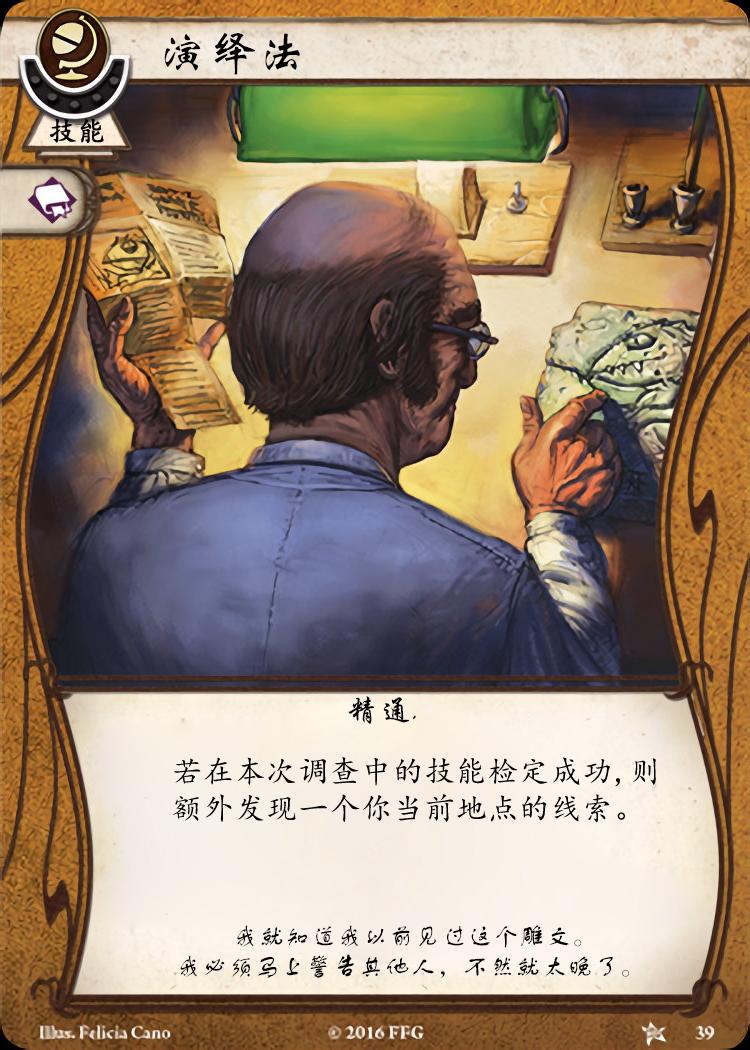 演绎法
技能
精通.
若在本次调查中的技能检定成功,则
额外发现一个你当前地点的线索。
我就知道我以前见过这个雕文。
我必须马上警告其他人，不然就太晚了。
Illus. Felicia Cano
© 2016 FFG
39